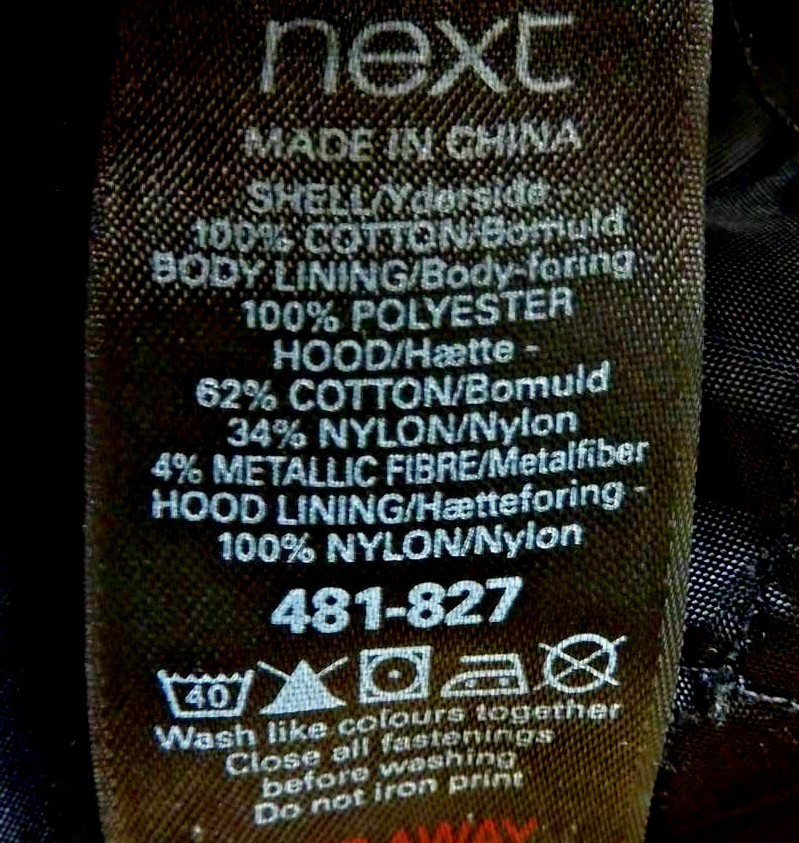 next
MADE IN CHINA
SHELL/Yderside -
100% COTTON/Bomuld
BODY LINING/Body-foring -
100% POLYESTER
HOOD/Hætte -
62% COTTON/Bomuld
34% NYLON/Nylon
4% METALLIC FIBRE/Metalfiber
HOOD LINING/Hætteforing -
100% NYLON/Nylon
481-827
40
Wash like colours together
Close all fastenings
before washing
Do not iron print
AWAY